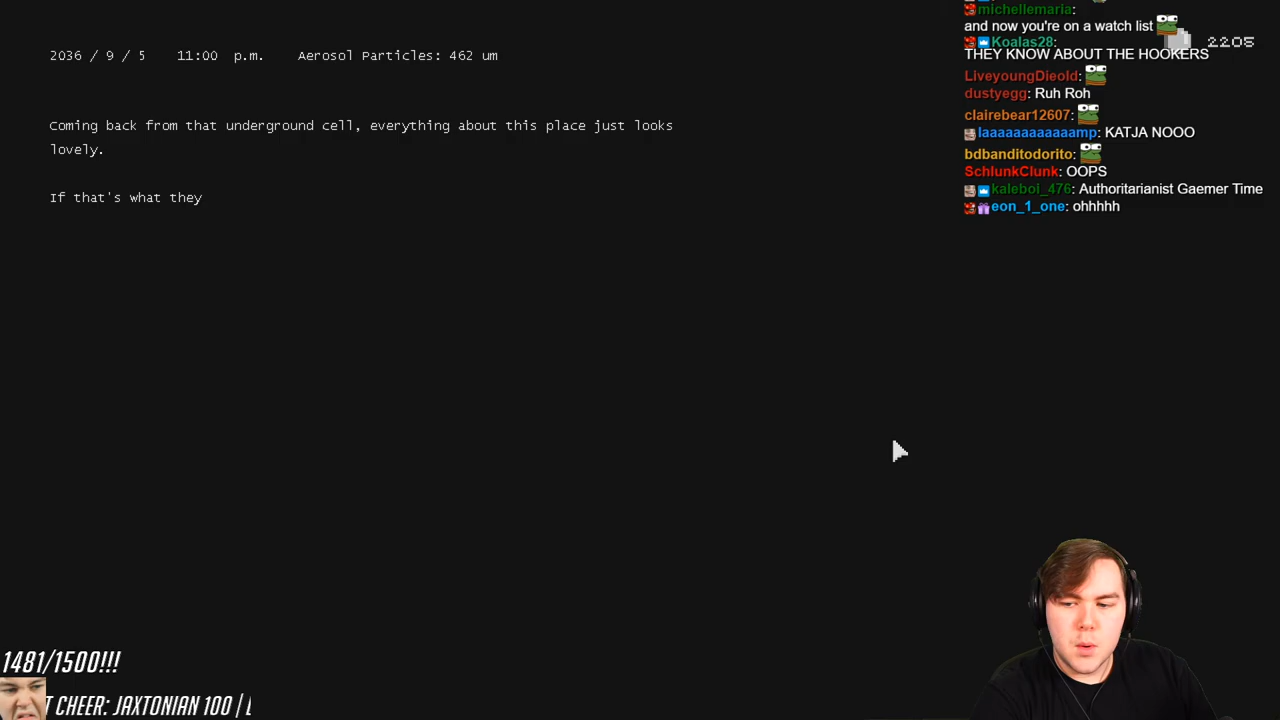 2036 / 9 / 5 11:00 p.m. Aerosol Particles: 462 um
Coming back from that underground cell, everything about this place just looks
lovely.
If that's what they
michellemaria:
and now you're on a watch list
2205
Koalas28:
THEY KNOW ABOUT THE HOOKERS
LiveyoungDieold:
dustyegg: Ruh Roh
clairebear12607:
laaaaaaaaaaaamp: KATJA NOOO
bdbanditodorito:
SchlunkClunk: OOPS
kaleboi_476: Authoritarianist Gaemer Time
eon_1_one: ohhhhh
1481/1500!!!
T CHEER: JAXTONIAN 100 |